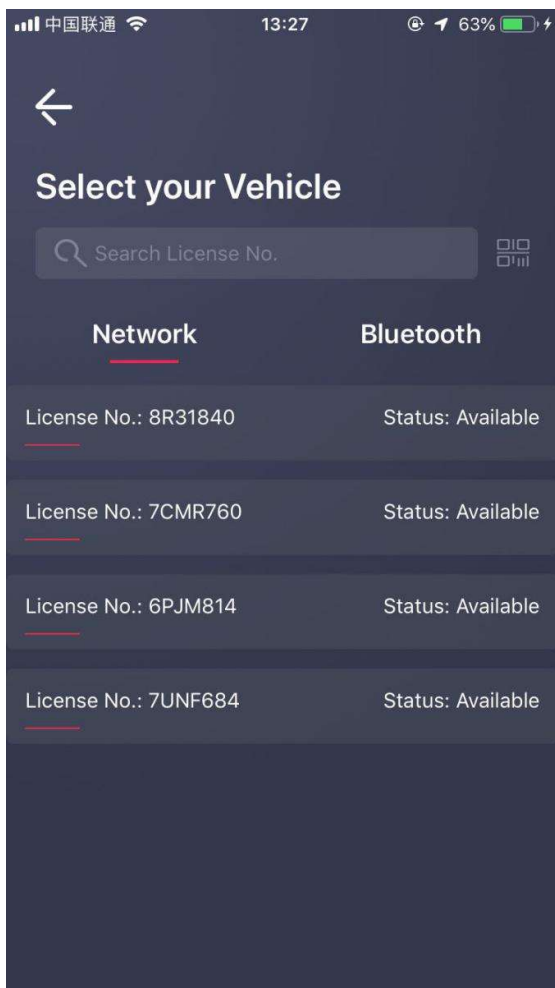 中国联通 13:27 63%
Select your Vehicle
Search License No.
Network Bluetooth
License No.: 8R31840 Status: Available
License No.: 7CMR760 Status: Available
License No.: 6PJM814 Status: Available
License No.: 7UNF684 Status: Available